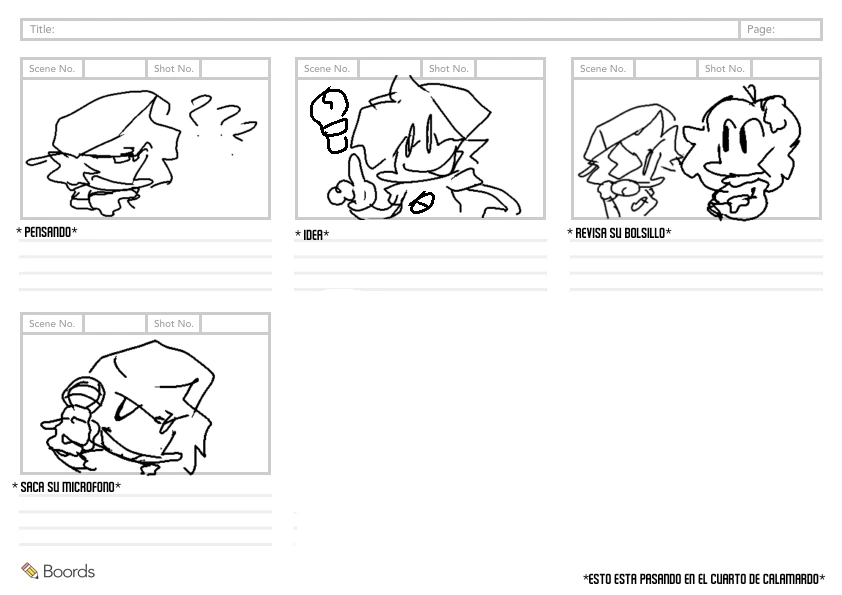 Title:
Page:
Scene No. Shot No.
Scene No. Shot No.
Scene No. Shot No.
? ? ?
* PENSANDO*
* IDEA*
* REVISA SU BOLSILLO*
Scene No. Shot No.
* SACA SU MICROFONO*
Boords
*ESTO ESTA PASANDO EN EL CUARTO DE CALAMARDO*